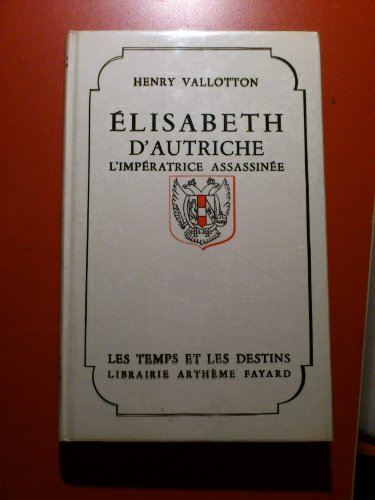 HENRY VALLOTTON
ÉLISABETH
D'AUTRICHE
L'IMPÉRATRICE ASSASSINÉE
LES TEMPS ET LES DESTINS
LIBRAIRIE ARTHÈME FAYARD